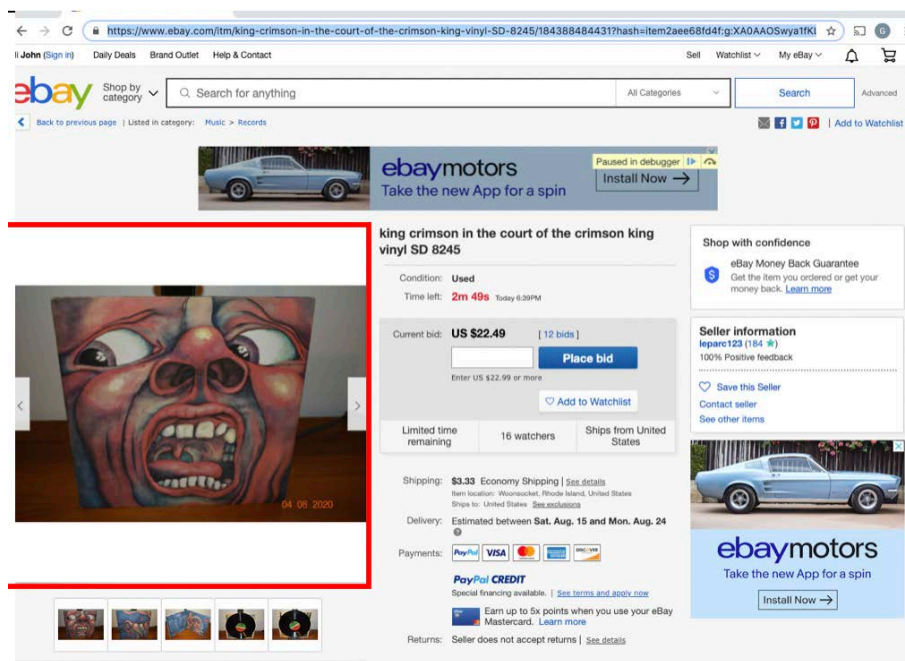 https://www.ebay.com/itm/king-crimson-in-the-court-of-the-crimson-king-vinyl-SD-8245/184388484431?hash=item2aee68fd4f:g:XA0AAOSwya1fKL
G
i John (Sign in) Daily Deals Brand Outlet Help & Contact Sell Watchlist My eBay
ebay Shop by category Search for anything All Categories Search Advanced
Back to previous page | Listed in category: Music > Records | Add to Watchlist
ebaymotors
Take the new App for a spin
Paused in debugger
Install Now →
king crimson in the court of the crimson king
vinyl SD 8245
Condition: Used
Time left: 2m 49s Today 6:29PM
Current bid: US $22.49 [ 12 bids ]
Place bid
Enter US $22.99 or more
Add to Watchlist
Limited time remaining
16 watchers
Ships from United States
04 06 2020
Shipping: $3.33 Economy Shipping | See details
Item location: Woonsocket, Rhode Island, United States
Ships to: United States See exclusions
Delivery: Estimated between Sat. Aug. 15 and Mon. Aug. 24
Payments: PayPal VISA
PayPal CREDIT
Special financing available. | See terms and apply now
Earn up to 5x points when you use your eBay
Mastercard. Learn more
Returns: Seller does not accept returns | See details
Shop with confidence
eBay Money Back Guarantee
Get the item you ordered or get your
money back. Learn more
Seller information
leparc123 (184 ★)
100% Positive feedback
Save this Seller
Contact seller
See other items
ebaymotors
Take the new App for a spin
Install Now →